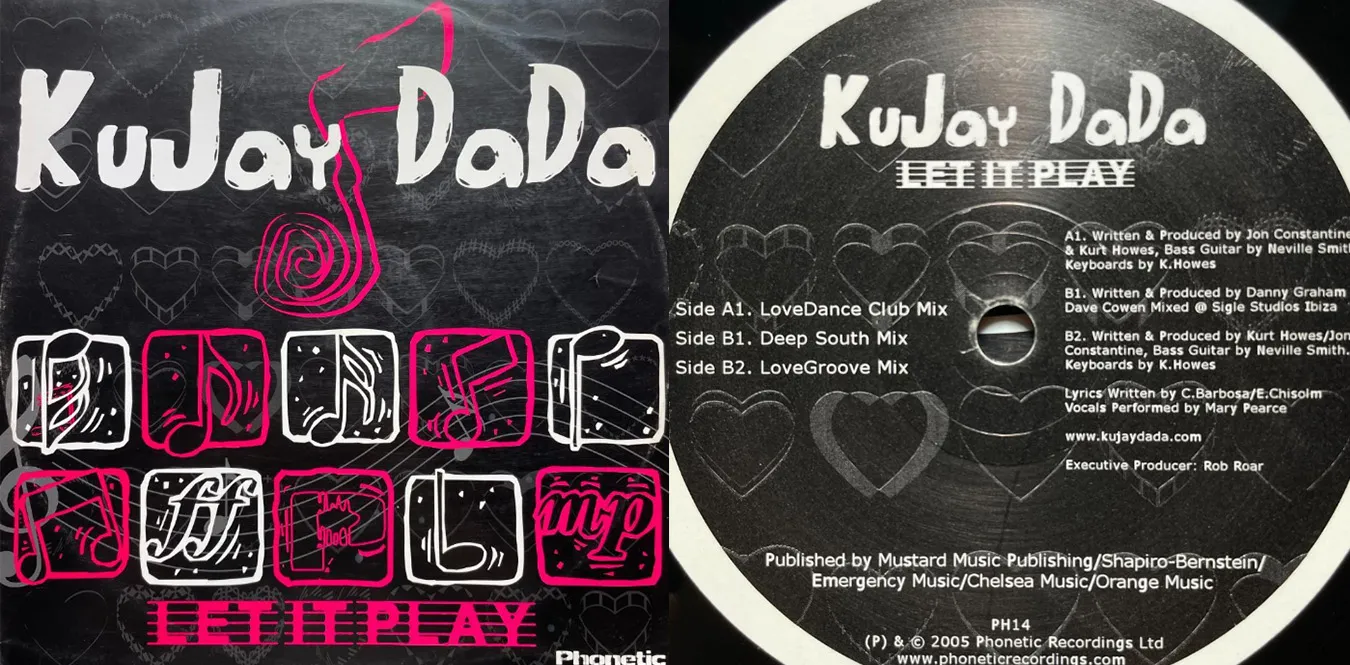 KuJay DaDa
ff
mp
LET IT PLAY
Phonetic
KuJay DaDa
LET IT PLAY
Side A1. LoveDance Club Mix
Side B1. Deep South Mix
Side B2. LoveGroove Mix
A1. Written & Produced by Jon Constantine
& Kurt Howes, Bass Guitar by Neville Smit
Keyboards by K.Howes
B1. Written & Produced by Danny Graham
Dave Cowen Mixed @ Sigle Studios Ibiza
B2. Written & Produced by Kurt Howes/Jon
Constantine, Bass Guitar by Neville Smith.
Keyboards by K.Howes
Lyrics Written by C.Barbosa/E.Chisolm
Vocals Performed by Mary Pearce
www.kujaydada.com
Executive Producer: Rob Roar
Published by Mustard Music Publishing/Shapiro-Bernstein/
Emergency Music/Chelsea Music/Orange Music
PH14
(P) & © 2005 Phonetic Recordings Ltd
www.phoneticrecordings.com